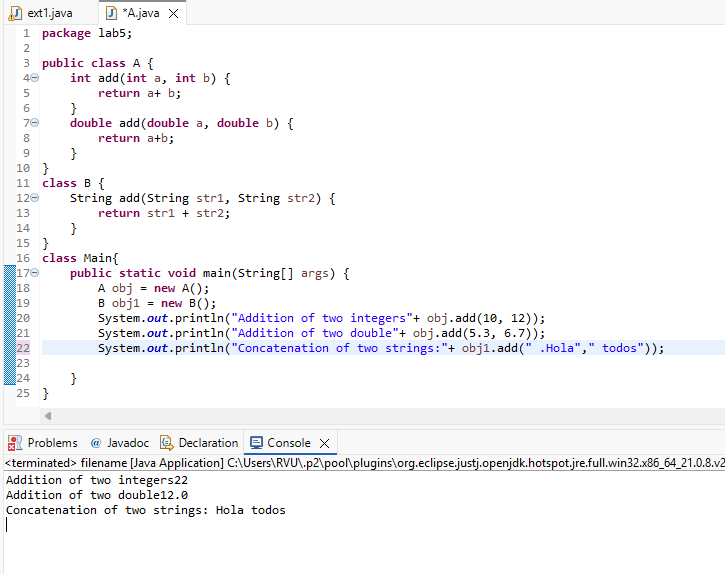 ext1.java *A.java
1 package lab5;
2
3 public class A {
4 int add(int a, int b) {
5 return a+ b;
6 }
7 double add(double a, double b) {
8 return a+b;
9 }
10 }
11 class B {
12 String add(String str1, String str2) {
13 return str1 + str2;
14 }
15 }
16 class Main{
17 public static void main(String[] args) {
18 A obj = new A();
19 B obj1 = new B();
20 System.out.println("Addition of two integers"+ obj.add(10, 12));
21 System.out.println("Addition of two double"+ obj.add(5.3, 6.7));
22 System.out.println("Concatenation of two strings:"+ obj1.add(" .Hola"," todos"));
23
24 }
25 }
Problems @ Javadoc Declaration Console
<terminated> filename [Java Application] C:\Users\RVU\.p2\pool\plugins\org.eclipse.justj.openjdk.hotspot.jre.full.win32.x86_64_21.0.8.v2
Addition of two integers22
Addition of two double12.0
Concatenation of two strings: Hola todos